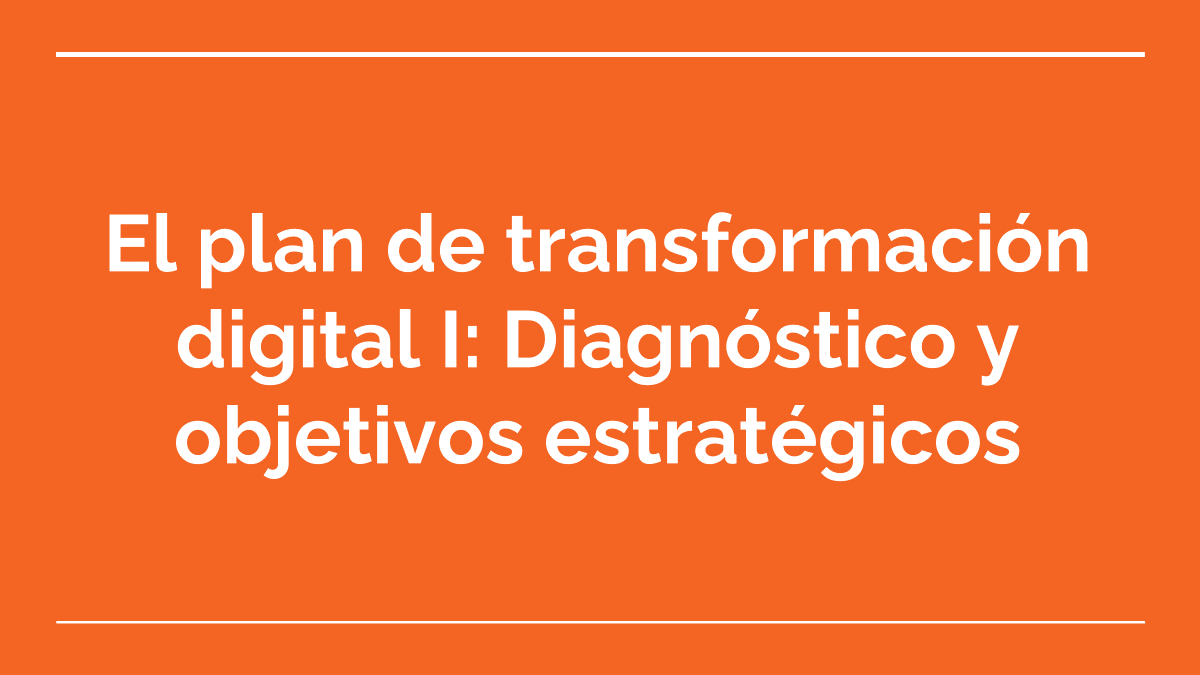 El plan de transformación
digital I: Diagnóstico y
objetivos estratégicos